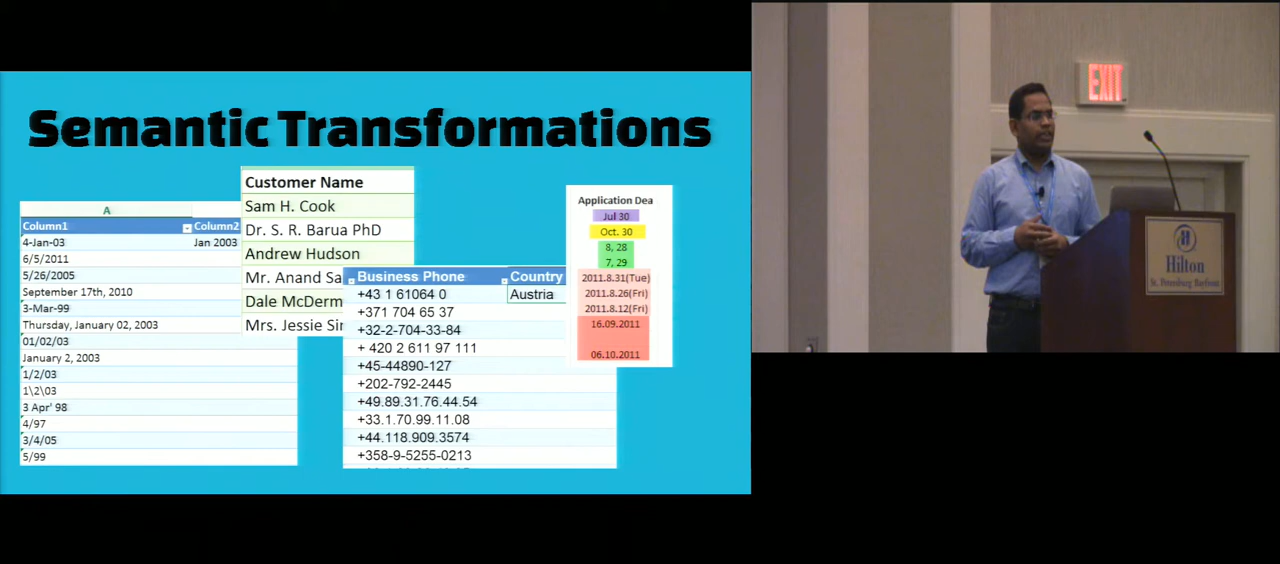 Semantic Transformations
A
Column1
Column2
4-Jan-03
Jan 2003
6/5/2011
5/26/2005
September 17th, 2010
3-Mar-99
Thursday, January 02, 2003
01/02/03
January 2, 2003
1/2/03
1\2\03
3 Apr' 98
4/97
3/4/05
5/99
Customer Name
Sam H. Cook
Dr. S. R. Barua PhD
Andrew Hudson
Mr. Anand Sa
Dale McDerm
Mrs. Jessie Sin
Business Phone
Country
+43 1 61064 0
Austria
+371 704 65 37
+32-2-704-33-84
+ 420 2 611 97 111
+45-44890-127
+202-792-2445
+49.89.31.76.44.54
+33.1.70.99.11.08
+44.118.909.3574
+358-9-5255-0213
Application Dea
Jul 30
Oct. 30
8, 28
7, 29
2011.8.31(Tue)
2011.8.26(Fri)
2011.8.12(Fri)
16.09.2011
06.10.2011
EXIT
Hilton
St. Petersburg Bayfront